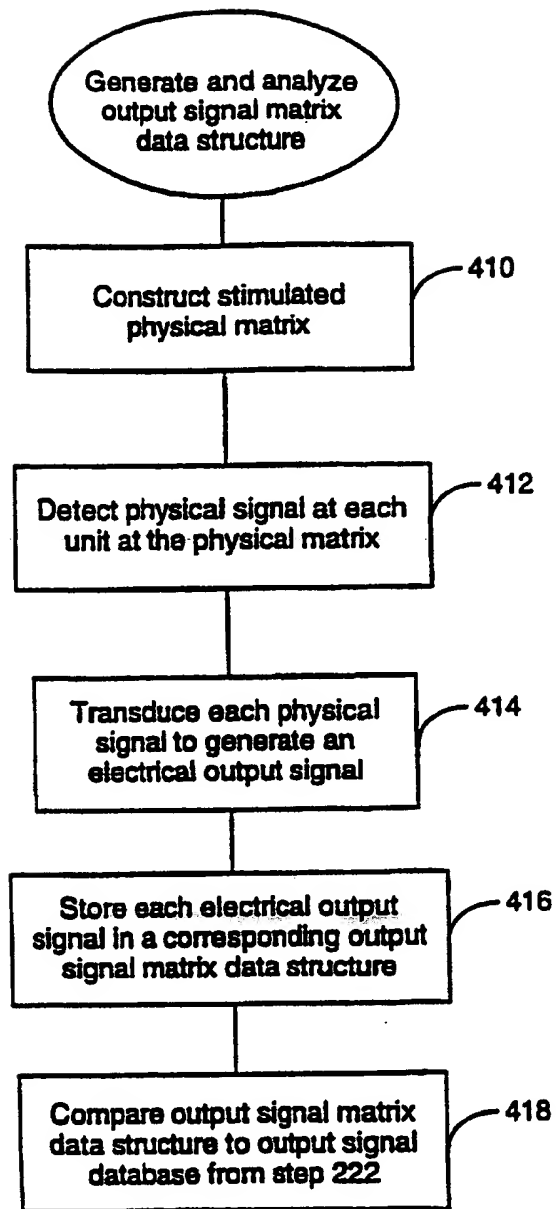 Generate and analyze
output signal matrix
data structure
410
Construct stimulated
physical matrix
412
Detect physical signal at each
unit at the physical matrix
414
Transduce each physical
signal to generate an
electrical output signal
416
Store each electrical output
signal in a corresponding output
signal matrix data structure
418
Compare output signal matrix
data structure to output signal
database from step 222